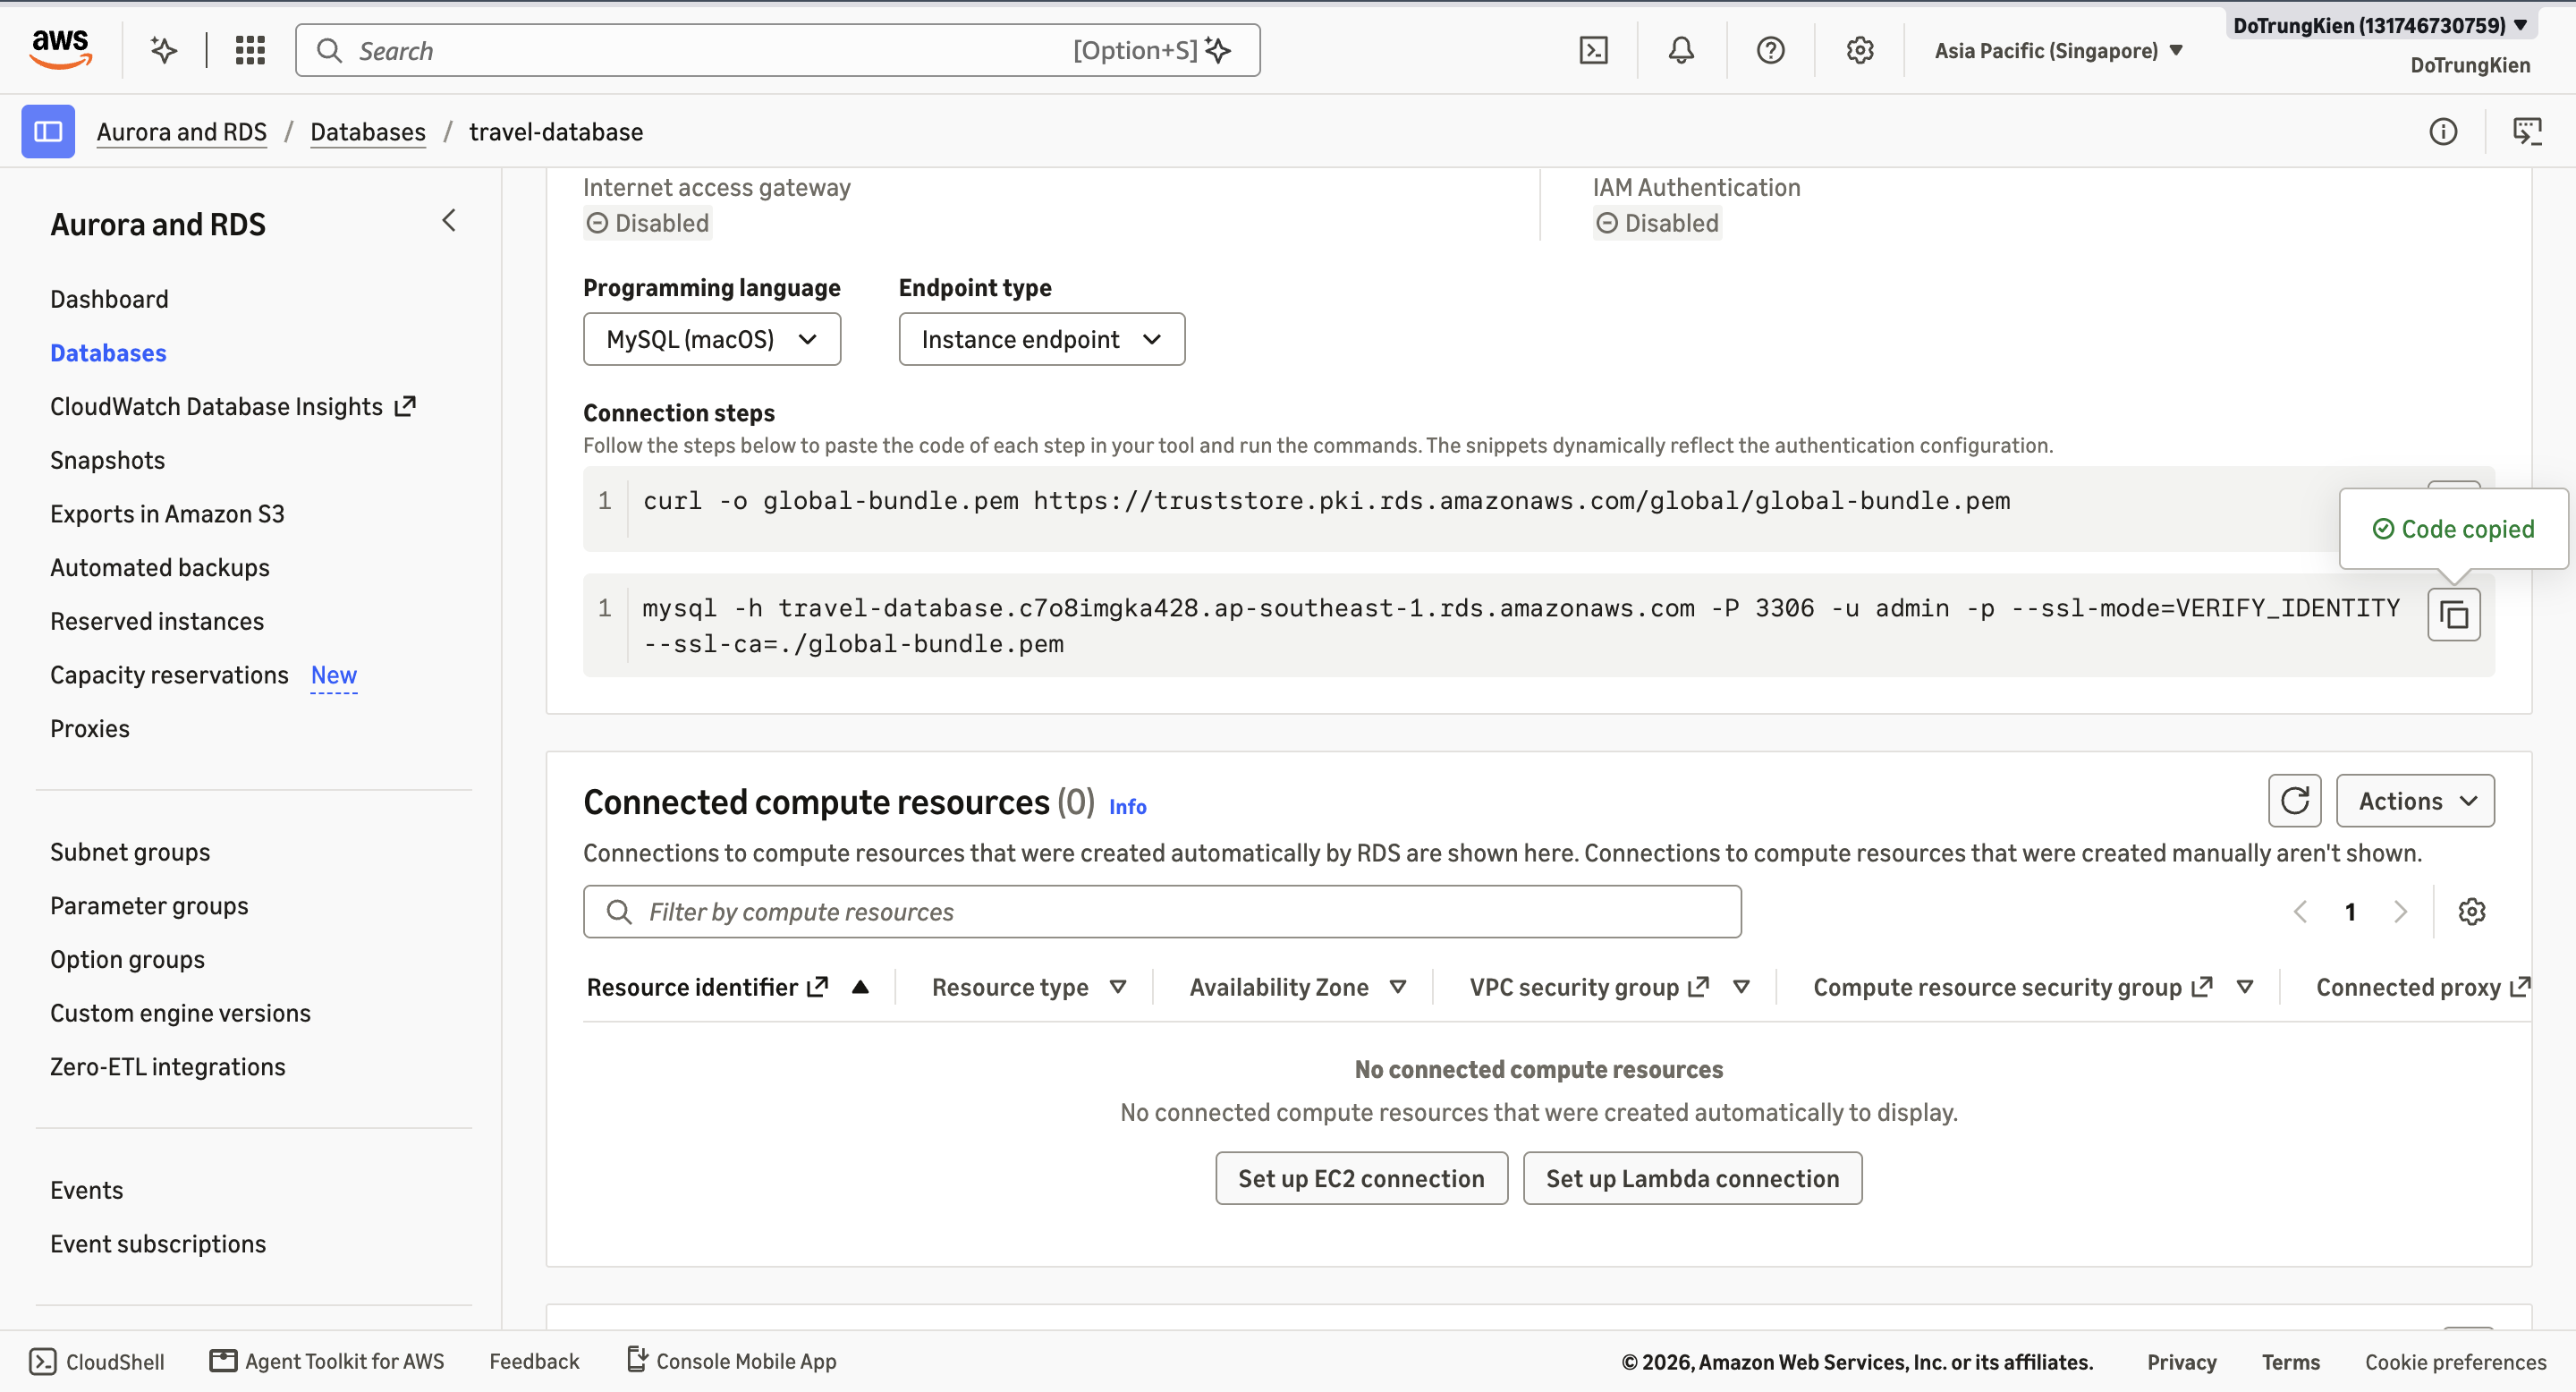 aws
Search
[Option+S]
Asia Pacific (Singapore)
DoTrungKien (131746730759)
DoTrungKien
Aurora and RDS / Databases / travel-database
Aurora and RDS
Dashboard
Databases
CloudWatch Database Insights
Snapshots
Exports in Amazon S3
Automated backups
Reserved instances
Capacity reservations New
Proxies
Subnet groups
Parameter groups
Option groups
Custom engine versions
Zero-ETL integrations
Events
Event subscriptions
Internet access gateway
Disabled
IAM Authentication
Disabled
Programming language
MySQL (macOS)
Endpoint type
Instance endpoint
Connection steps
Follow the steps below to paste the code of each step in your tool and run the commands. The snippets dynamically reflect the authentication configuration.
1 curl -o global-bundle.pem https://truststore.pki.rds.amazonaws.com/global/global-bundle.pem
Code copied
1 mysql -h travel-database.c7o8imgka428.ap-southeast-1.rds.amazonaws.com -P 3306 -u admin -p --ssl-mode=VERIFY_IDENTITY
--ssl-ca=./global-bundle.pem
Connected compute resources (0) Info
Actions
Connections to compute resources that were created automatically by RDS are shown here. Connections to compute resources that were created manually aren't shown.
Filter by compute resources
1
Resource identifier
Resource type
Availability Zone
VPC security group
Compute resource security group
Connected proxy
No connected compute resources
No connected compute resources that were created automatically to display.
Set up EC2 connection
Set up Lambda connection
CloudShell
Agent Toolkit for AWS
Feedback
Console Mobile App
© 2026, Amazon Web Services, Inc. or its affiliates.
Privacy
Terms
Cookie preferences